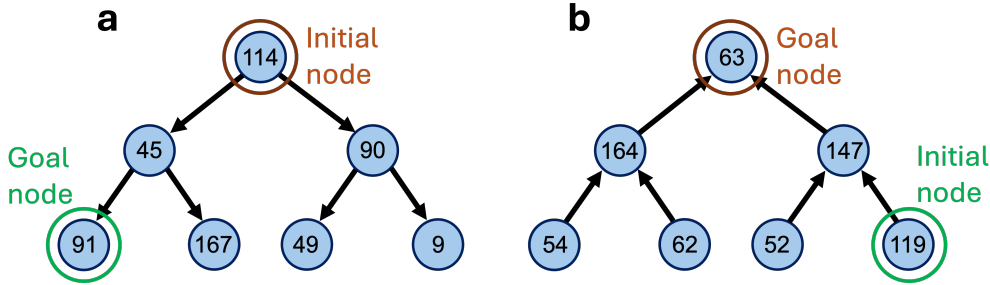 a
b
Initial
node
114
Goal
node
63
45
90
164
147
Goal
node
Initial
node
91
167
49
9
54
62
52
119